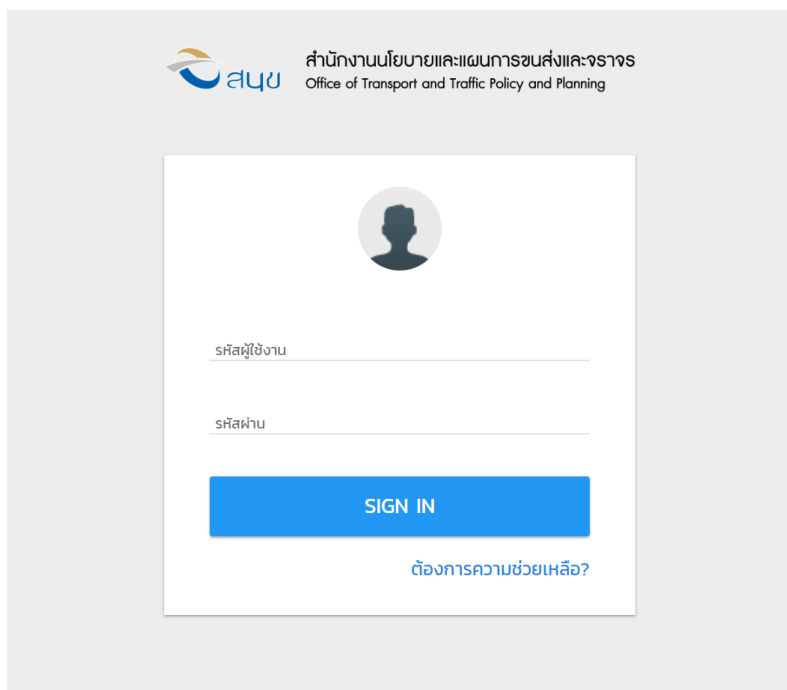 สนข
สำนักงานนโยบายและแผนการขนส่งและจราจร
Office of Transport and Traffic Policy and Planning
รหัสผู้ใช้งาน
รหัสผ่าน
SIGN IN
ต้องการความช่วยเหลือ?